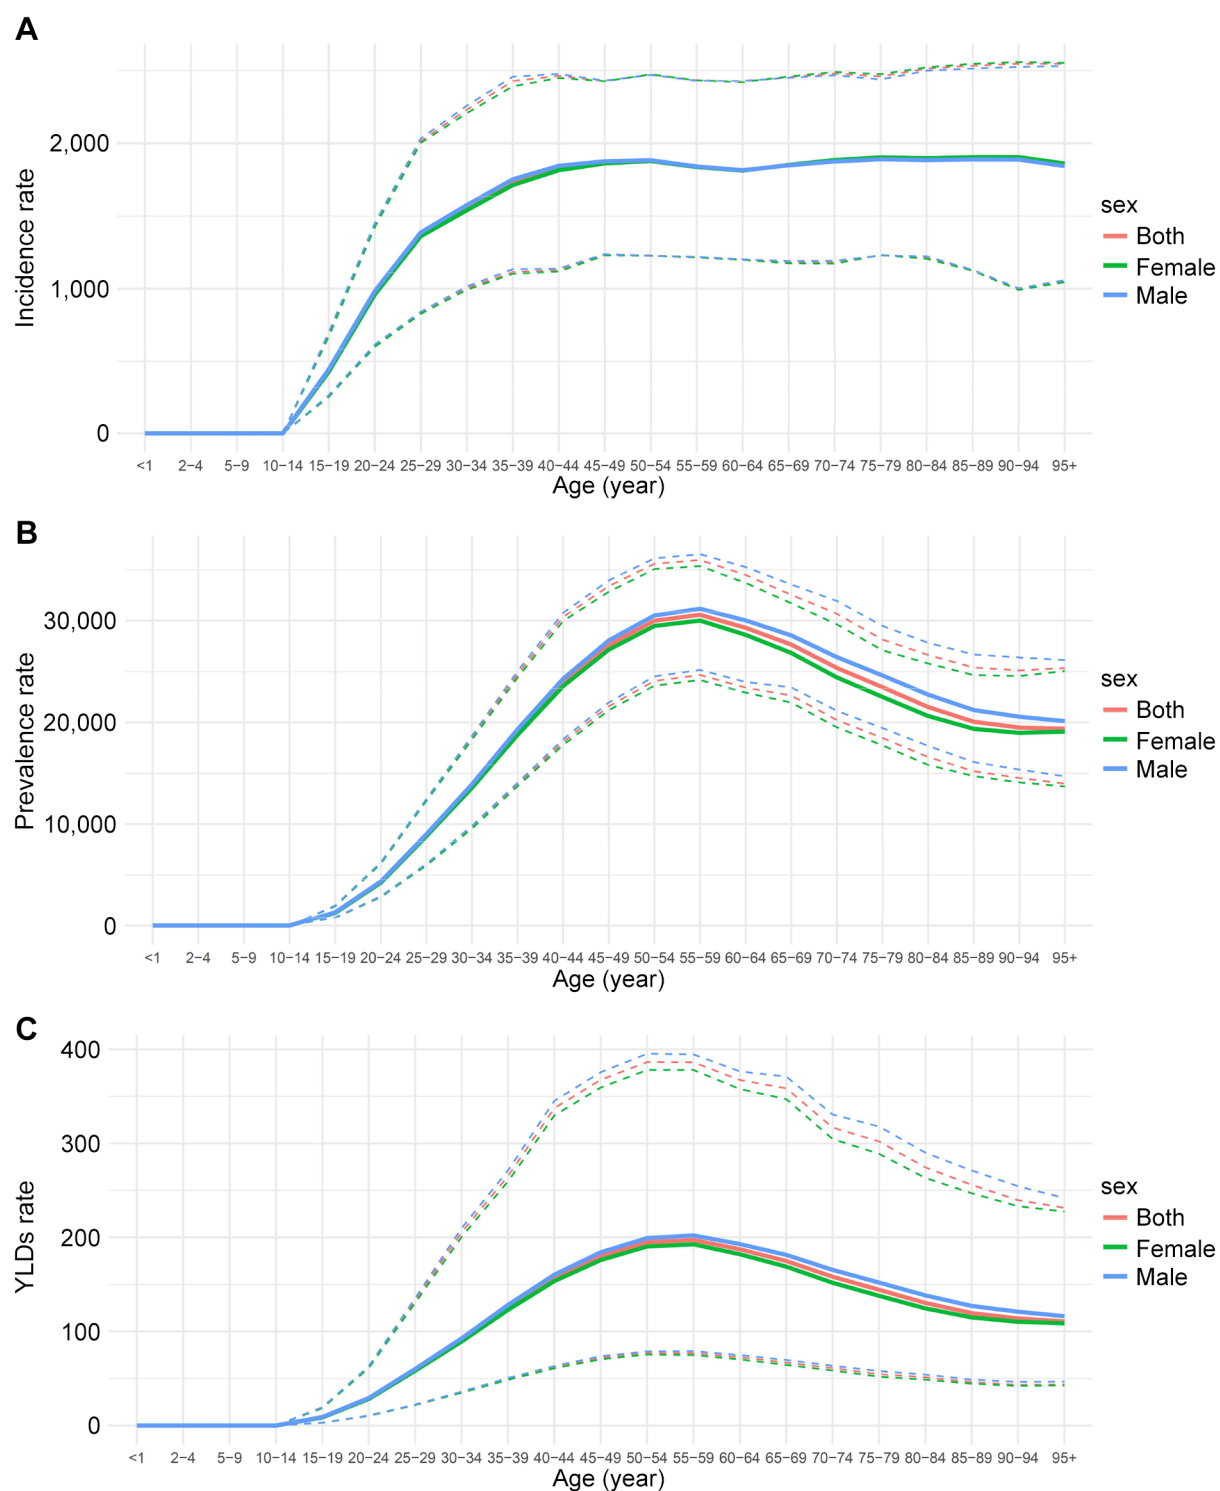 A
Incidence rate
2,000
1,000
0
<1 2−4 5−9 10−14 15−19 20−24 25−29 30−34 35−39 40−44 45−49 50−54 55−59 60−64 65−69 70−74 75−79 80−84 85−89 90−94 95+
Age (year)
sex
Both
Female
Male
B
Prevalence rate
30,000
20,000
10,000
0
<1 2−4 5−9 10−14 15−19 20−24 25−29 30−34 35−39 40−44 45−49 50−54 55−59 60−64 65−69 70−74 75−79 80−84 85−89 90−94 95+
Age (year)
sex
Both
Female
Male
C
YLDs rate
400
300
200
100
0
<1 2−4 5−9 10−14 15−19 20−24 25−29 30−34 35−39 40−44 45−49 50−54 55−59 60−64 65−69 70−74 75−79 80−84 85−89 90−94 95+
Age (year)
sex
Both
Female
Male